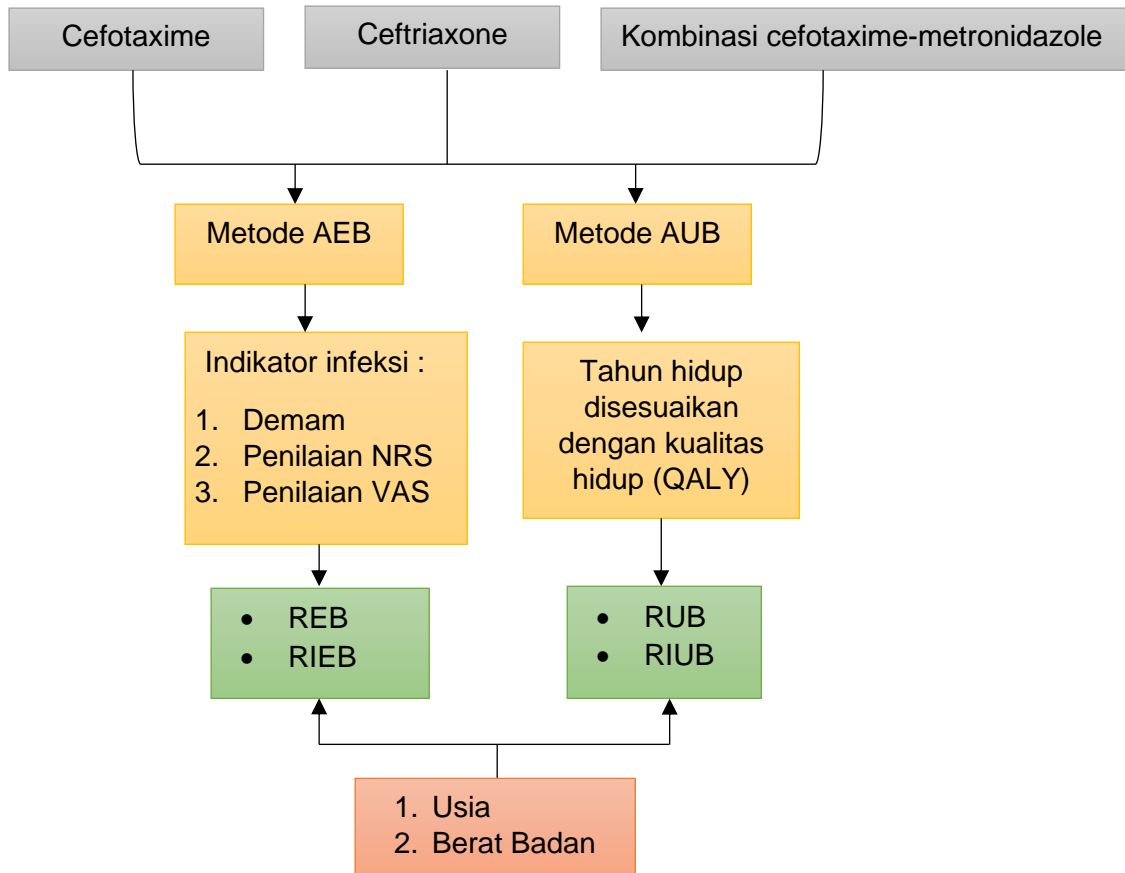 Cefotaxime
Ceftriaxone
Kombinasi cefotaxime-metronidazole
Metode AEB
Metode AUB
Indikator infeksi :
1. Demam
2. Penilaian NRS
3. Penilaian VAS
Tahun hidup
disesuaikan
dengan kualitas
hidup (QALY)
• REB
• RIEB
• RUB
• RIUB
1. Usia
2. Berat Badan